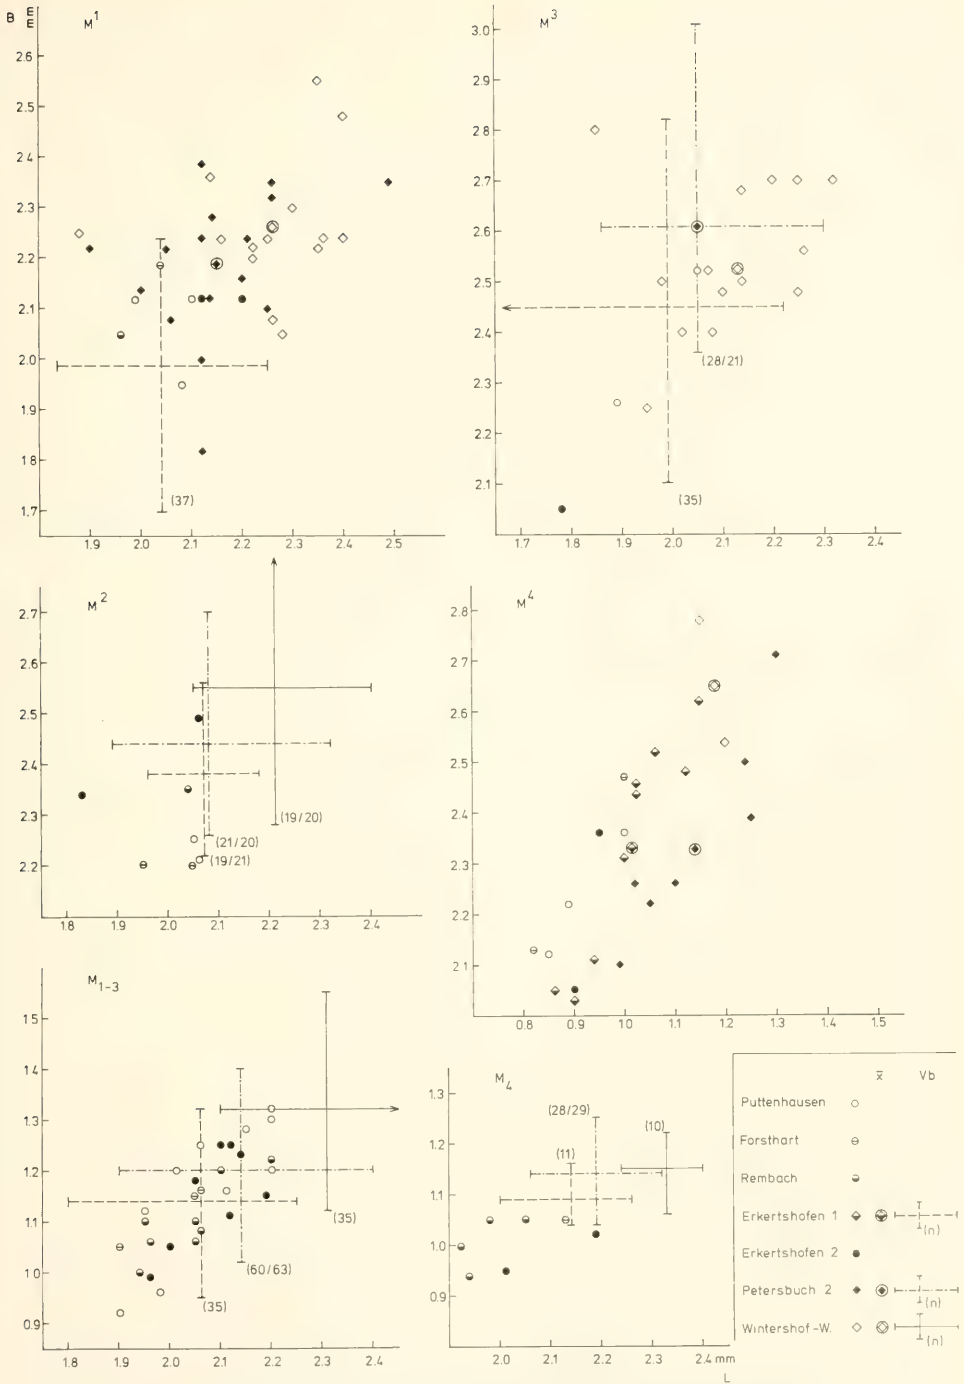 B E
E
M¹
2.6
2.5
2.4
2.3
2.2
2.1
2.0
1.9
1.8
1.7
(37)
1.9 2.0 2.1 2.2 2.3 2.4 2.5
M³
3.0
2.9
2.8
2.7
2.6
2.5
2.4
2.3
2.2
2.1
(28/21)
(35)
1.7 1.8 1.9 2.0 2.1 2.2 2.3 2.4
M²
2.7
2.6
2.5
2.4
2.3
2.2
(19/20)
(21/20)
(19/21)
1.8 1.9 2.0 2.1 2.2 2.3 2.4
M⁴
2.8
2.7
2.6
2.5
2.4
2.3
2.2
2.1
0.8 0.9 1.0 1.1 1.2 1.3 1.4 1.5
M₁₋₃
1.5
1.4
1.3
1.2
1.1
1.0
0.9
(35)
(60/63)
(35)
1.8 1.9 2.0 2.1 2.2 2.3 2.4
M₄
1.3
1.2
1.1
1.0
0.9
(28/29)
(11)
(10)
2.0 2.1 2.2 2.3 2.4 mm
L
x̄ Vb
Puttenhausen
Forsthart
Rembach
Erkertshofen 1
(n)
Erkertshofen 2
Petersbuch 2
(n)
Wintershof-W.
(n)